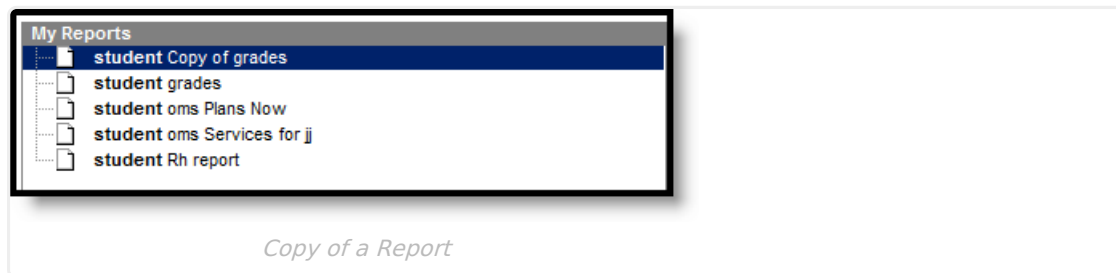 My Reports
student Copy of grades
student grades
student oms Plans Now
student oms Services for jj
student Rh report
Copy of a Report